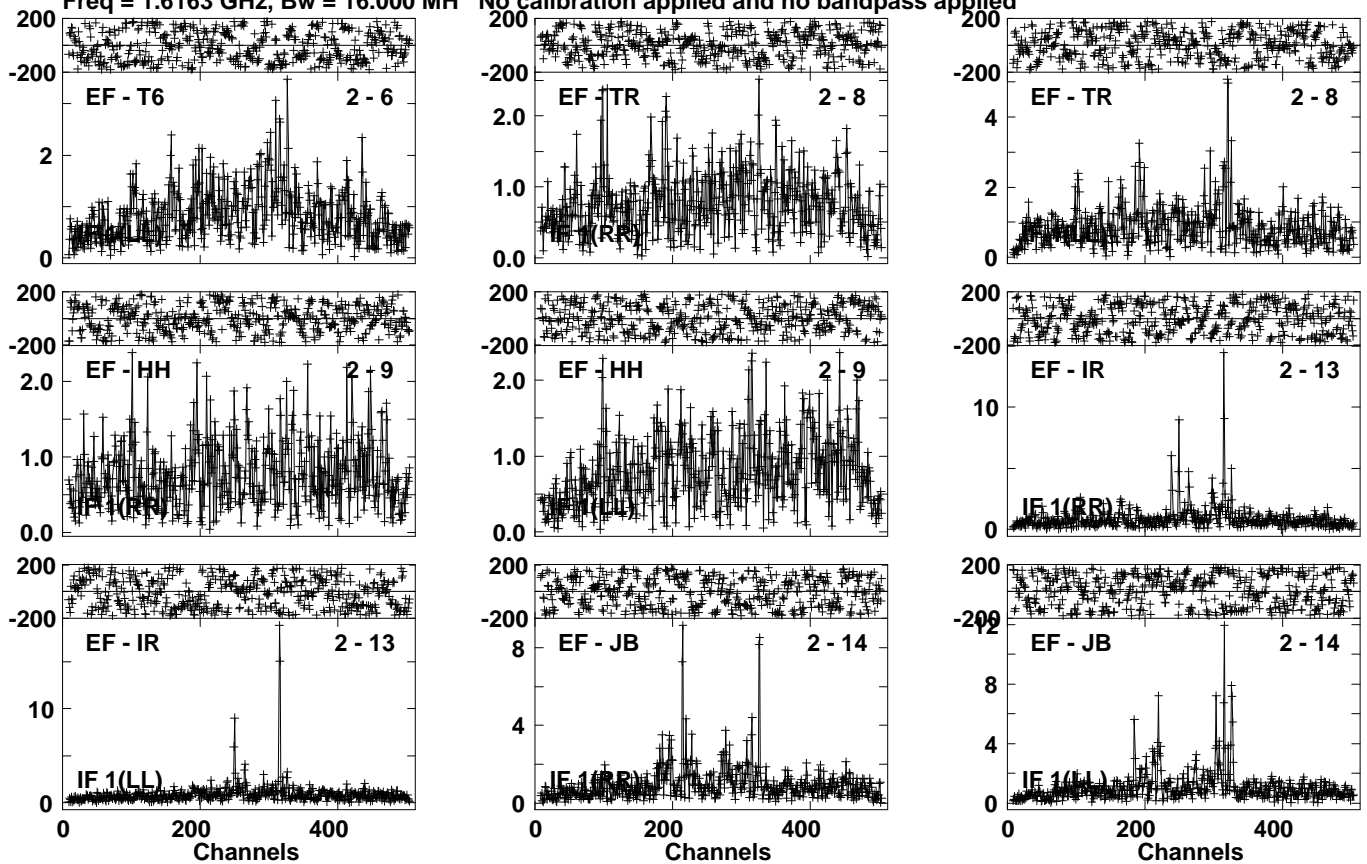 Freq = 1.6163 GHz, Bw = 16.000 MH No calibration applied and no bandpass applied
200 200 200
-200 -200 -200
EF - T6 2 - 6 EF - TR 2 - 8 EF - TR 2 - 8
2.0 4
2 1.0 2
0 0.0 0
IF 1(LL) IF 1(RR)
200 200 200
-200 -200 -200
EF - HH 2 - 9 EF - HH 2 - 9 EF - IR 2 - 13
2.0 2.0 10
1.0 1.0
0.0 0.0 0
IF 1(RR) IF 1(LL) IF 1(RR)
200 200 200
-200 -200 -200
12
EF - IR 2 - 13 EF - JB 2 - 14 EF - JB 2 - 14
8 8
10 4 4
0 0 0
IF 1(LL) IF 1(RR) IF 1(LL)
0 200 400 0 200 400 0 200 400
Channels Channels Channels